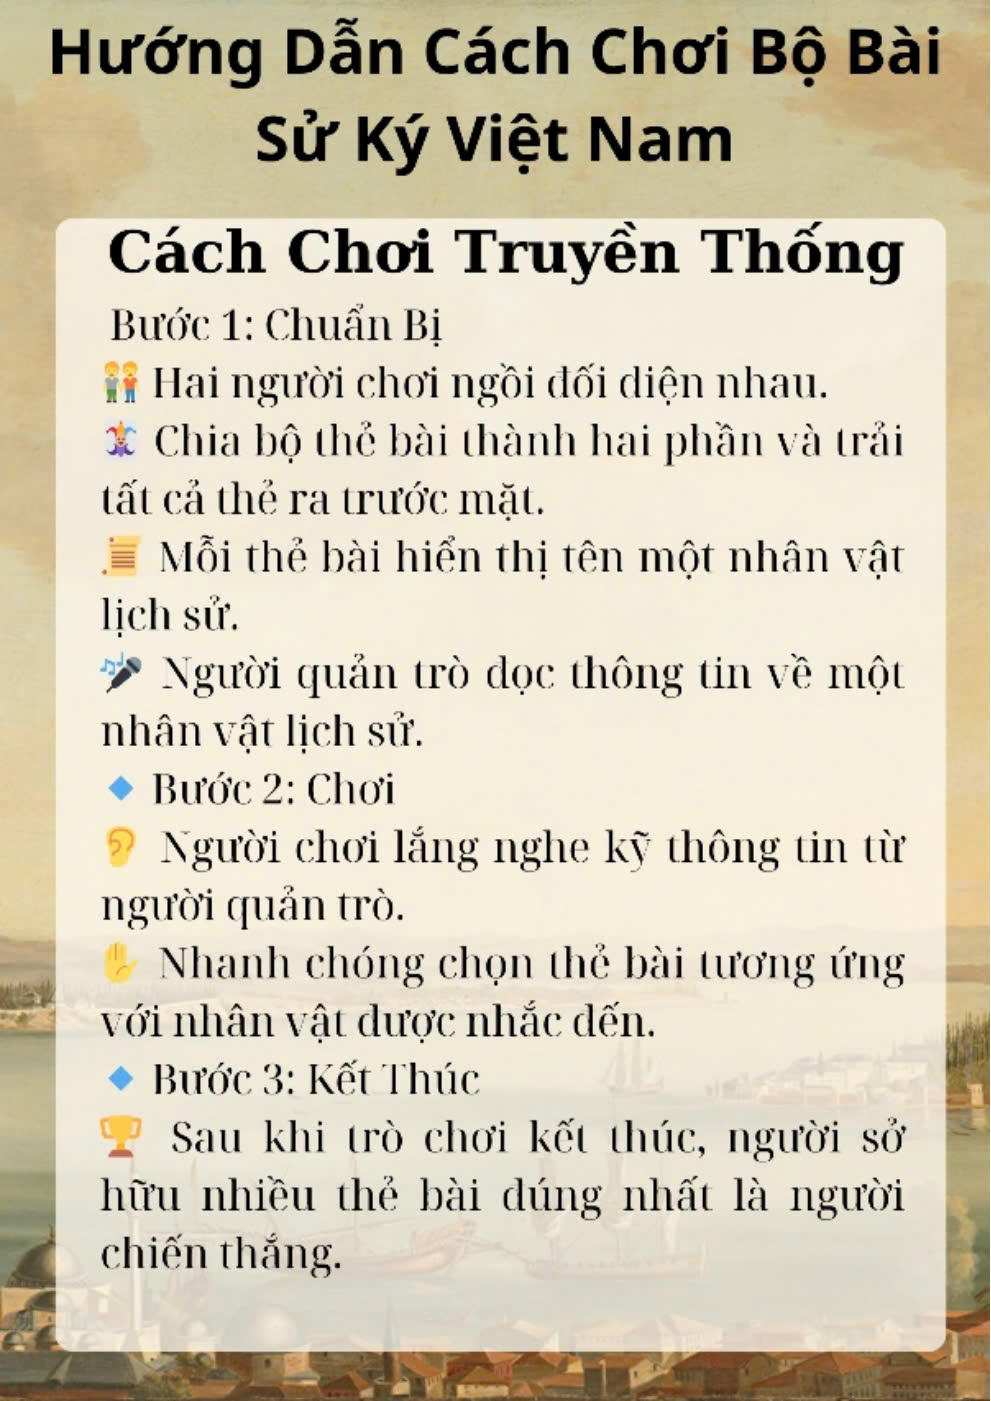 Hướng Dẫn Cách Chơi Bộ Bài
Sử Ký Việt Nam
Cách Chơi Truyền Thống
Bước 1: Chuẩn Bị
👬 Hai người chơi ngồi đối diện nhau.
🃏 Chia bộ thẻ bài thành hai phần và trải
tất cả thẻ ra trước mặt.
📜 Mỗi thẻ bài hiển thị tên một nhân vật
lịch sử.
🎤 Người quản trò đọc thông tin về một
nhân vật lịch sử.
🔹 Bước 2: Chơi
👂 Người chơi lắng nghe kỹ thông tin từ
người quản trò.
✋ Nhanh chóng chọn thẻ bài tương ứng
với nhân vật được nhắc đến.
🔹 Bước 3: Kết Thúc
🏆 Sau khi trò chơi kết thúc, người sở
hữu nhiều thẻ bài đúng nhất là người
chiến thắng.